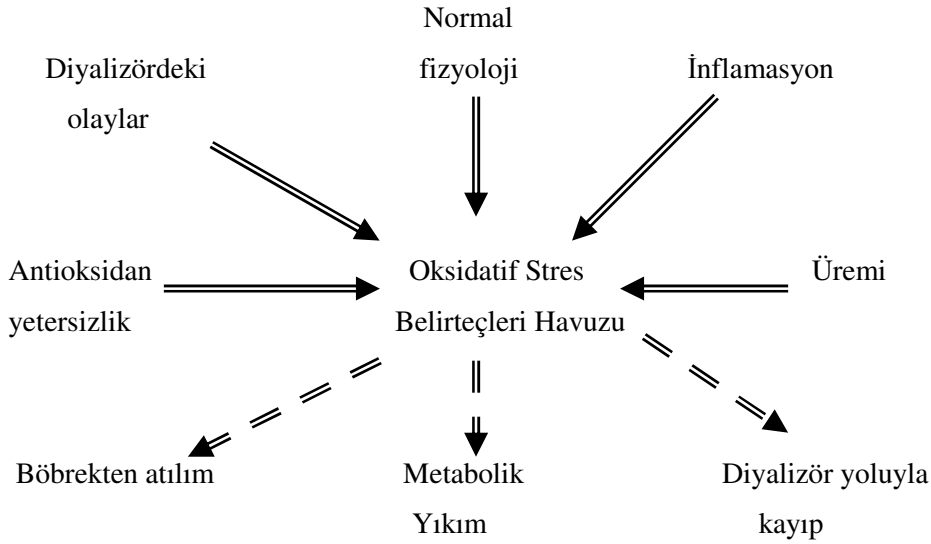 Normal
fizyoloji
Diyalizördeki
olaylar
İnflamasyon
Antioksidan
yetersizlik
Oksidatif Stres
Belirteçleri Havuzu
Üremi
Böbrekten atılım
Metabolik
Yıkım
Diyalizör yoluyla
kayıp